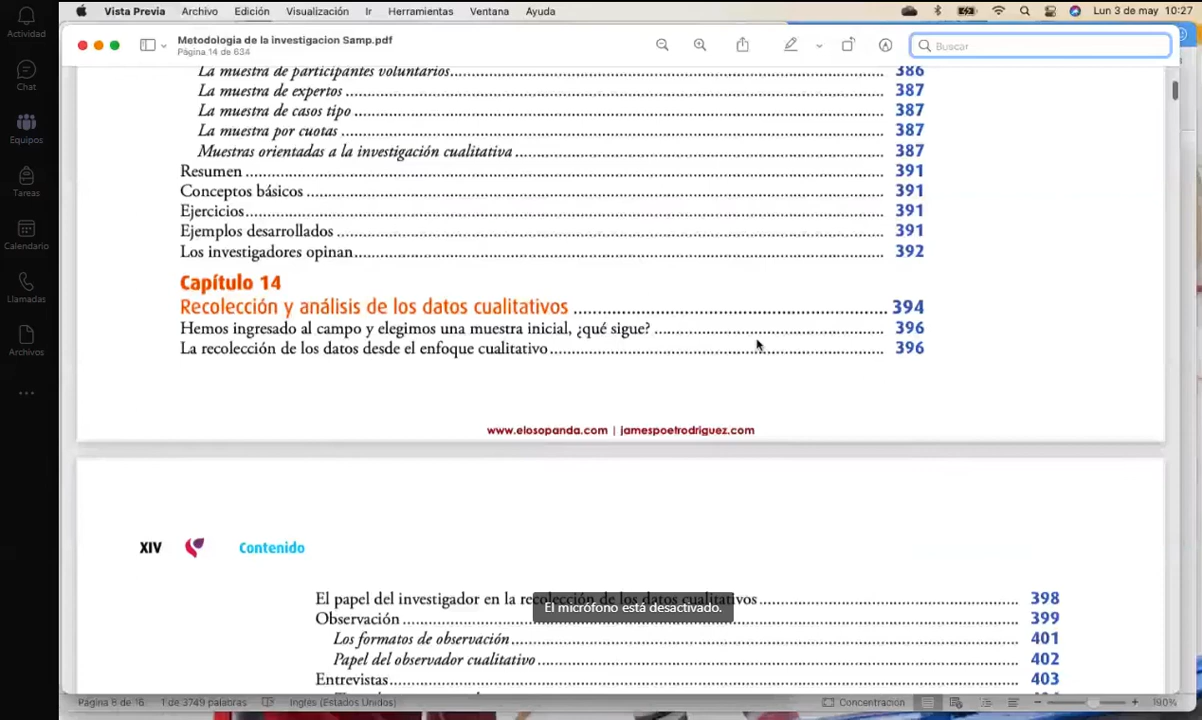 Vista Previa Archivo Edición Visualización Ir Herramientas Ventana Ayuda Lun 3 de may 10:27
Actividad
Chat
Equipos
Tareas
Calendario
Llamadas
Archivos
Metodologia de la investigacion Samp.pdf
Página 14 de 634
Buscar
La muestra de participantes voluntarios 386
La muestra de expertos 387
La muestra de casos tipo 387
La muestra por cuotas 387
Muestras orientadas a la investigación cualitativa 387
Resumen 391
Conceptos básicos 391
Ejercicios 391
Ejemplos desarrollados 391
Los investigadores opinan 392
Capítulo 14
Recolección y análisis de los datos cualitativos 394
Hemos ingresado al campo y elegimos una muestra inicial, ¿qué sigue? 396
La recolección de los datos desde el enfoque cualitativo 396
www.elosopanda.com | jamespoetrodriguez.com
XIV Contenido
El papel del investigador en la recolección de los datos cualitativos 398
El micrófono está desactivado.
Observación 399
Los formatos de observación 401
Papel del observador cualitativo 402
Entrevistas 403
Página 8 de 16 1 de 3749 palabras Inglés (Estados Unidos) Concentración 190%